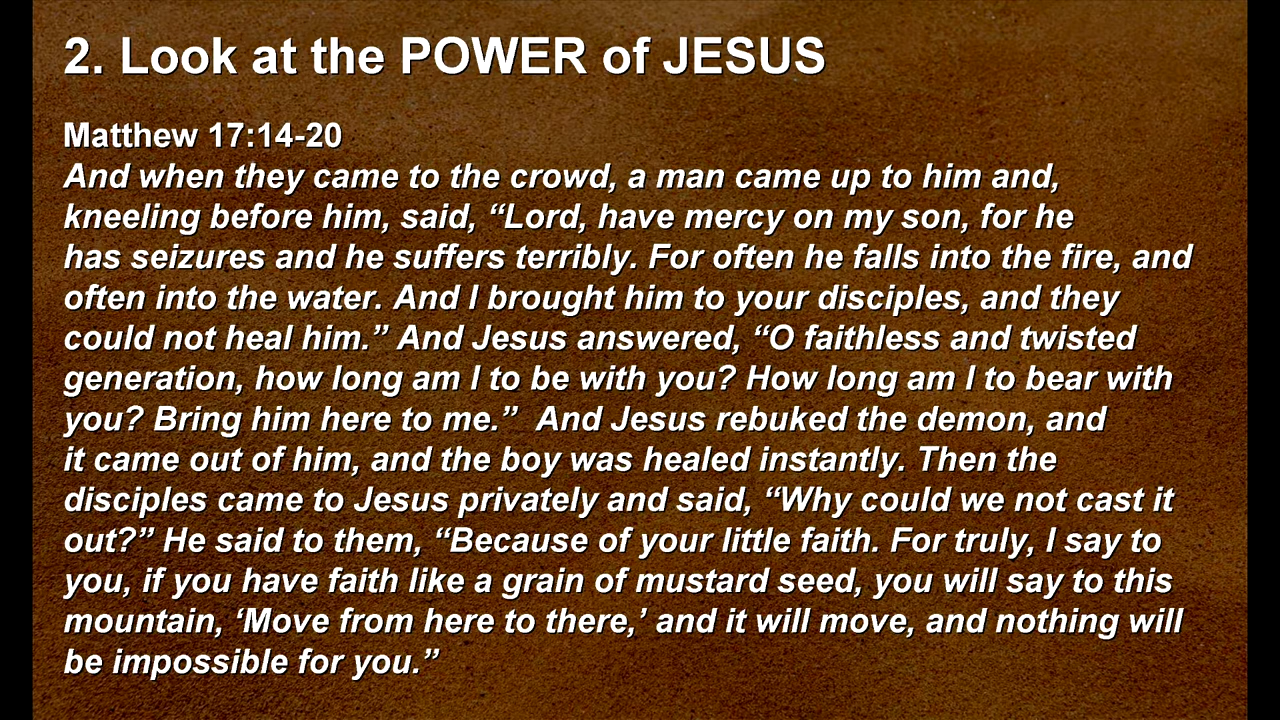 2. Look at the POWER of JESUS
Matthew 17:14-20
And when they came to the crowd, a man came up to him and,
kneeling before him, said, “Lord, have mercy on my son, for he
has seizures and he suffers terribly. For often he falls into the fire, and
often into the water. And I brought him to your disciples, and they
could not heal him.” And Jesus answered, “O faithless and twisted
generation, how long am I to be with you? How long am I to bear with
you? Bring him here to me.”  And Jesus rebuked the demon, and
it came out of him, and the boy was healed instantly. Then the
disciples came to Jesus privately and said, “Why could we not cast it
out?” He said to them, “Because of your little faith. For truly, I say to
you, if you have faith like a grain of mustard seed, you will say to this
mountain, ‘Move from here to there,’ and it will move, and nothing will
be impossible for you.”